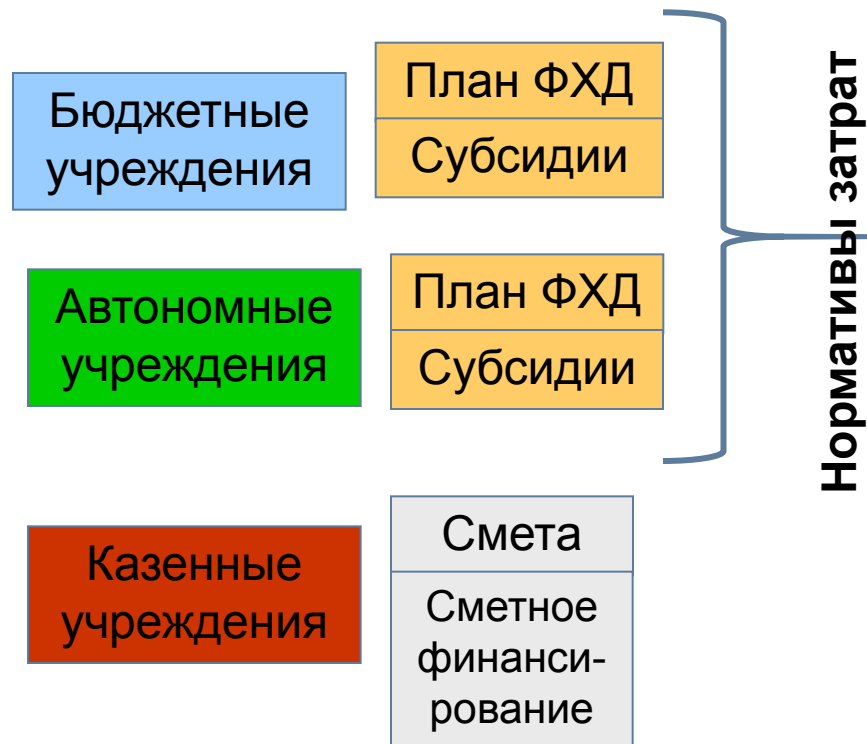 Бюджетные
учреждения
План ФХД
Субсидии
Автономные
учреждения
План ФХД
Субсидии
Нормативы затрат
Казенные
учреждения
Смета
Сметное
финанси-
рование